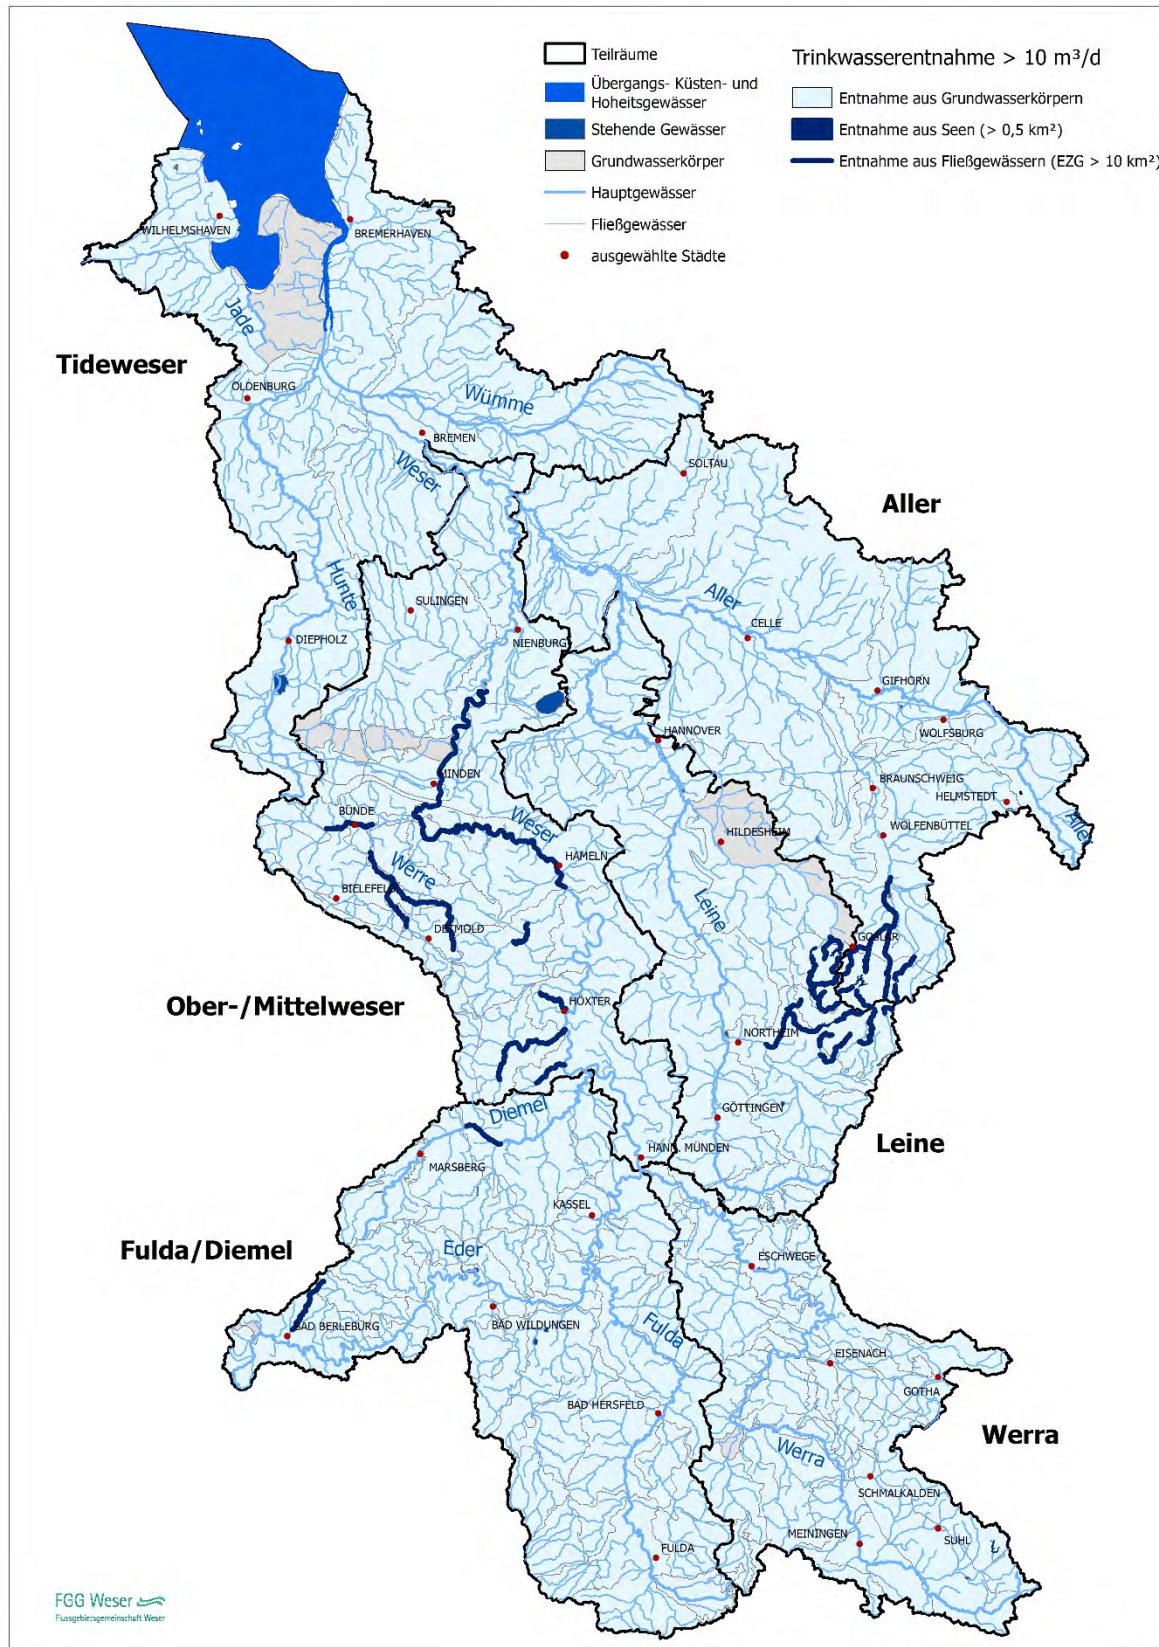 Teilräume
Übergangs- Küsten- und
Hoheitsgewässer
Stehende Gewässer
Grundwasserkörper
Hauptgewässer
Fließgewässer
ausgewählte Städte
Trinkwasserentnahme > 10 m³/d
Entnahme aus Grundwasserkörpern
Entnahme aus Seen (> 0,5 km²)
Entnahme aus Fließgewässern (EZG > 10 km²)
WILHELMSHAVEN
BREMERHAVEN
Jade
Tideweser
OLDENBURG
Wümme
BREMEN
Weser
SOLTAU
Aller
Hunte
SULINGEN
Aller
CELLE
DIEPHOLZ
NIENBURG
GIFHORN
HANNOVER
WOLFSBURG
MINDEN
BRAUNSCHWEIG
HELMSTEDT
BÜNDE
Weser
HILDESHEIM
WOLFENBÜTTEL
Aller
HAMELN
Werre
BIELEFELD
Leine
DETMOLD
GOSLAR
Ober-/Mittelweser
HÖXTER
NORTHEIM
Diemel
GÖTTINGEN
Leine
MARSBERG
HANN. MÜNDEN
KASSEL
Fulda/Diemel
Eder
ESCHWEGE
BAD BERLEBURG
BAD WILDUNGEN
Fulda
EISENACH
GOTHA
BAD HERSFELD
Werra
Werra
SCHMALKALDEN
MEININGEN
SUHL
FULDA
FGG Weser
Flussgebietsgemeinschaft Weser